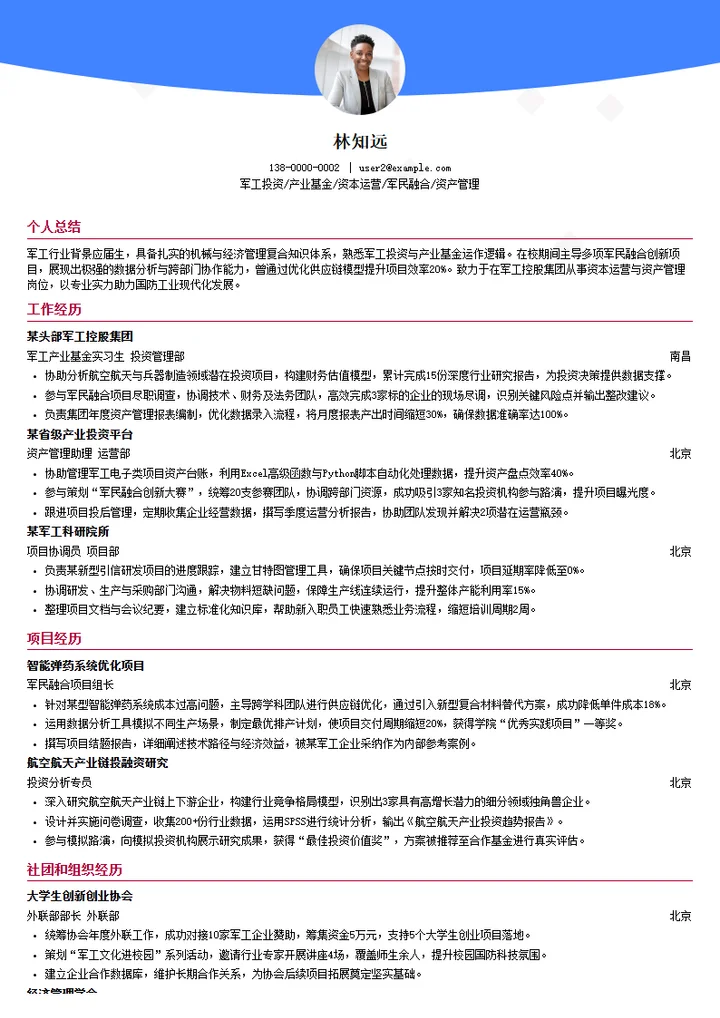 林知远
138-0000-0002 | user2@example.com
军工投资/产业基金/资本运营/军民融合/资产管理
个人总结
军工行业背景应届生，具备扎实的机械与经济管理复合知识体系，熟悉军工投资与产业基金运作逻辑。在校期间主导多项军民融合创新项
目，展现出极强的数据分析与跨部门协作能力，曾通过优化供应链模型提升项目效率20%。致力于在军工控股集团从事资本运营与资产管理
岗位，以专业实力助力国防工业现代化发展。
工作经历
某头部军工控股集团
军工产业基金实习生 投资管理部 南昌
• 协助分析航空航天与兵器制造领域潜在投资项目，构建财务估值模型，累计完成15份深度行业研究报告，为投资决策提供数据支撑。
• 参与军民融合项目尽职调查，协调技术、财务及法务团队，高效完成3家标的企业的现场尽调，识别关键风险点并输出整改建议。
• 负责集团年度资产管理报表编制，优化数据录入流程，将月度报表产出时间缩短30%，确保数据准确率达100%。
某省级产业投资平台
资产管理助理 运营部 北京
• 协助管理军工电子类项目资产台账，利用Excel高级函数与Python脚本自动化处理数据，提升资产盘点效率40%。
• 参与策划“军民融合创新大赛”，统筹20支参赛团队，协调跨部门资源，成功吸引3家知名投资机构参与路演，提升项目曝光度。
• 跟进项目投后管理，定期收集企业经营数据，撰写季度运营分析报告，协助团队发现并解决2项潜在运营瓶颈。
某军工科研院所
项目协调员 项目部 北京
• 负责某新型引信研发项目的进度跟踪，建立甘特图管理工具，确保项目关键节点按时交付，项目延期率降低至0%。
• 协调研发、生产与采购部门沟通，解决物料短缺问题，保障生产线连续运行，提升整体产能利用率15%。
• 整理项目文档与会议纪要，建立标准化知识库，帮助新入职员工快速熟悉业务流程，缩短培训周期2周。
项目经历
智能弹药系统优化项目
军民融合项目组长 北京
• 针对某型智能弹药系统成本过高问题，主导跨学科团队进行供应链优化，通过引入新型复合材料替代方案，成功降低单件成本18%。
• 运用数据分析工具模拟不同生产场景，制定最优排产计划，使项目交付周期缩短20%，获得学院“优秀实践项目”一等奖。
• 撰写项目结题报告，详细阐述技术路径与经济效益，被某军工企业采纳作为内部参考案例。
航空航天产业链投融资研究
投资分析专员 北京
• 深入研究航空航天产业链上下游企业，构建行业竞争格局模型，识别出3家具有高增长潜力的细分领域独角兽企业。
• 设计并实施问卷调查，收集200+份行业数据，运用SPSS进行统计分析，输出《航空航天产业投资趋势报告》。
• 参与模拟路演，向模拟投资机构展示研究成果，获得“最佳投资价值奖”，方案被推荐至合作基金进行真实评估。
社团和组织经历
大学生创新创业协会
外联部部长 外联部 北京
• 统筹协会年度外联工作，成功对接10家军工企业赞助，筹集资金5万元，支持5个大学生创业项目落地。
• 策划“军工文化进校园”系列活动，邀请行业专家开展讲座4场，覆盖师生余人，提升校园国防科技氛围。
• 建立企业合作数据库，维护长期合作关系，为协会后续项目拓展奠定坚实基础。
经济管理学会